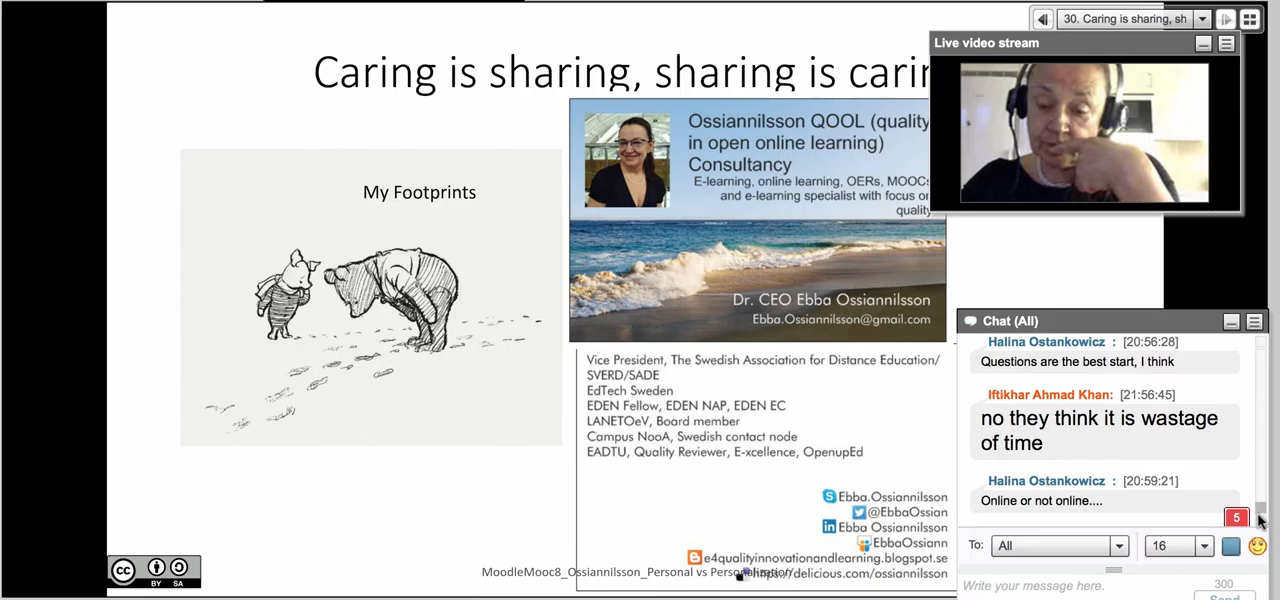 30. Caring is sharing, sh
Live video stream
Caring is sharing, sharing is carin
My Footprints
Ossiannilsson QOOL (quality
in open online learning)
Consultancy
E-learning, online learning, OERs, MOOCs
and e-learning specialist with focus on
quality
Dr. CEO Ebba Ossiannilsson
Ebba.Ossiannilsson@gmail.com
Vice President, The Swedish Association for Distance Education/
SVERD/SADE
EdTech Sweden
EDEN Fellow, EDEN NAP, EDEN EC
LANETOeV, Board member
Campus NooA, Swedish contact node
EADTU, Quality Reviewer, E-xcellence, OpenupEd
Ebba.Ossiannilsson
@EbbaOssian
Ebba Ossiannilsson
EbbaOssiann
e4qualityinnovationandlearning.blogspot.se
https://delicious.com/ossiannilsson
MoodleMooc8_Ossiannilsson_Personal vs Personalization
cc BY SA
Chat (All)
Halina Ostankowicz : [20:56:28]
Questions are the best start, I think
Iftikhar Ahmad Khan: [21:56:45]
no they think it is wastage
of time
Halina Ostankowicz : [20:59:21]
Online or not online....
5
To: All 16
Write your message here. 300
Send